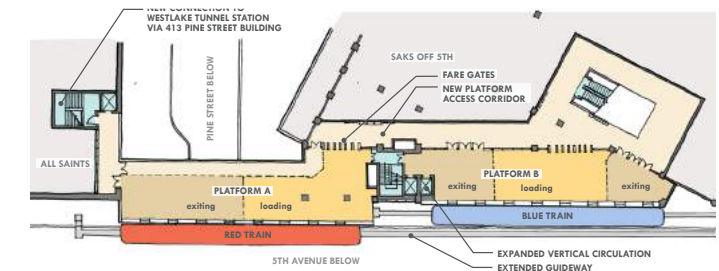 NEW CONNECTION TO
WESTLAKE TUNNEL STATION
VIA 413 PINE STREET BUILDING
SAKS OFF 5TH
FARE GATES
NEW PLATFORM
ACCESS CORRIDOR
PINE STREET BELOW
ALL SAINTS
PLATFORM A
exiting
loading
PLATFORM B
exiting
loading
exiting
BLUE TRAIN
RED TRAIN
5TH AVENUE BELOW
EXPANDED VERTICAL CIRCULATION
EXTENDED GUIDEWAY